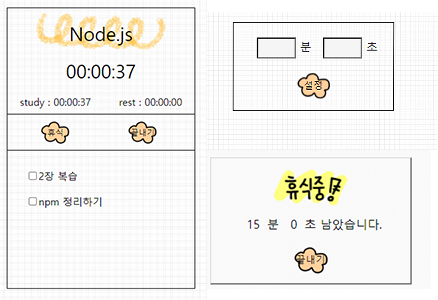 Node.js
00:00:37
study : 00:00:37 rest : 00:00:00
휴식 끝내기
2장 복습
npm 정리하기
분 초
설정
휴식중!
15 분 0 초 남았습니다.
끝내기